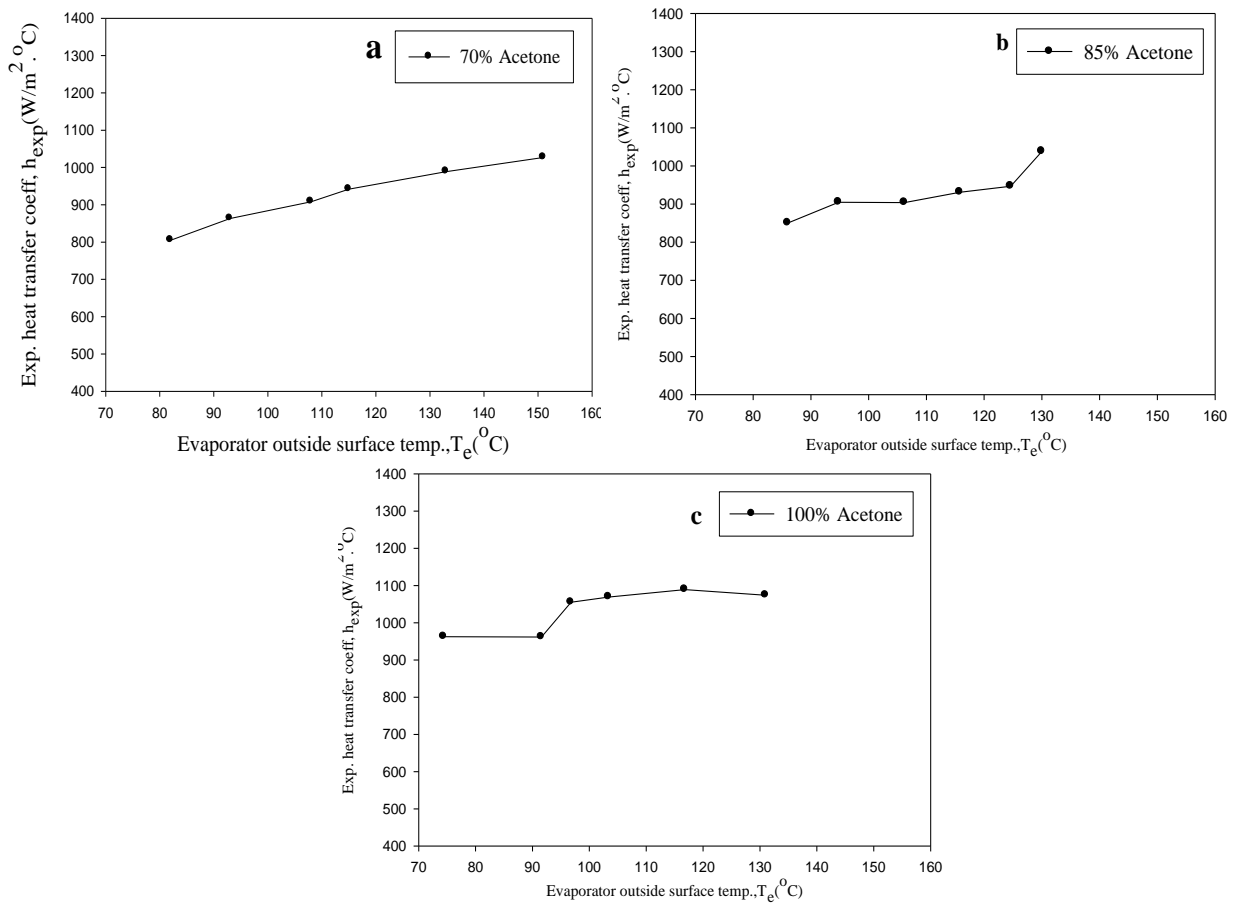 1400
1300
1200
1100
1000
900
800
700
600
500
400
Exp. heat transfer coeff, hexp(W/m2.oC)
a
70% Acetone
70 80 90 100 110 120 130 140 150 160
Evaporator outside surface temp.,Te(oC)
1400
1300
1200
1100
1000
900
800
700
600
500
400
Exp. heat transfer coeff, hexp(W/m2.oC)
b
85% Acetone
70 80 90 100 110 120 130 140 150 160
Evaporator outside surface temp.,Te(oC)
1400
1300
1200
1100
1000
900
800
700
600
500
400
Exp. heat transfer coeff, hexp(W/m2.oC)
c
100% Acetone
70 80 90 100 110 120 130 140 150 160
Evaporator outside surface temp.,Te(oC)